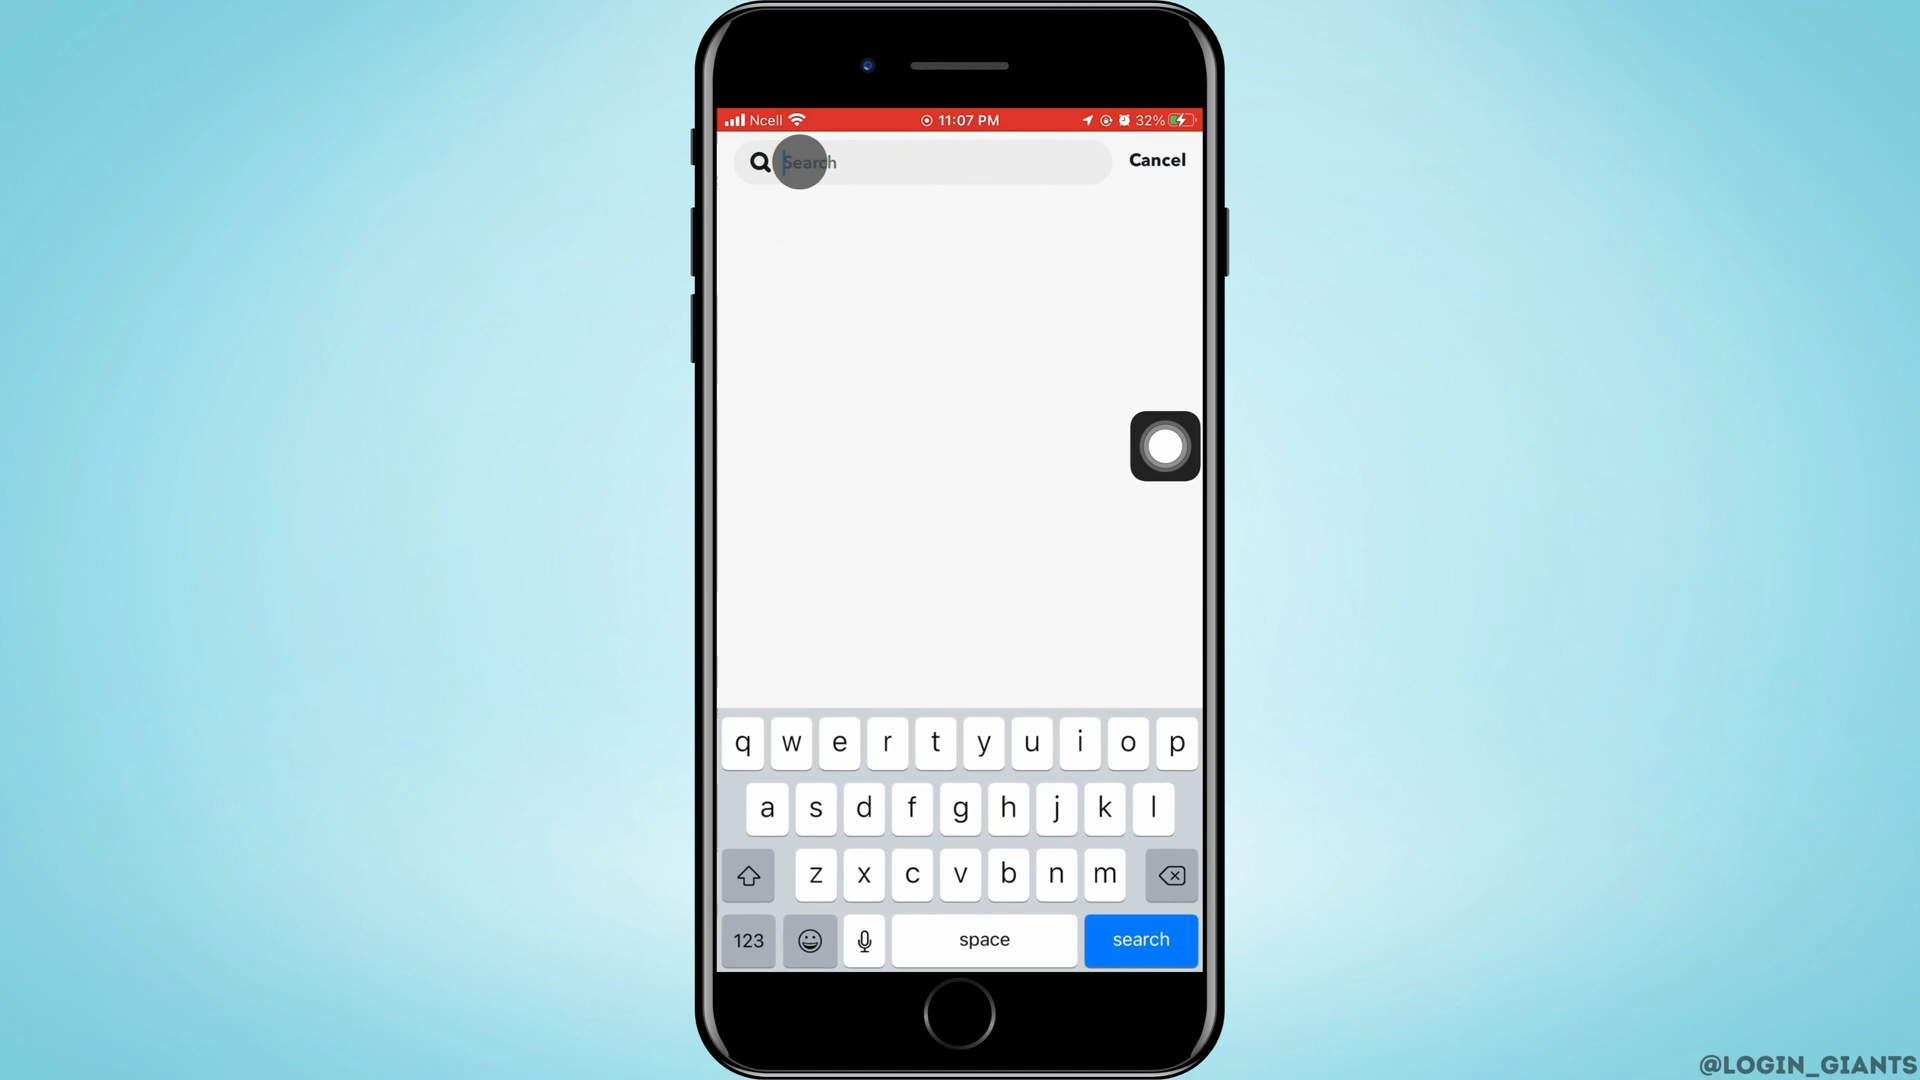 Ncell 11:07 PM 32%
Search Cancel
q w e r t y u i o p
a s d f g h j k l
z x c v b n m
123 space search
@LOGIN_GIANTS